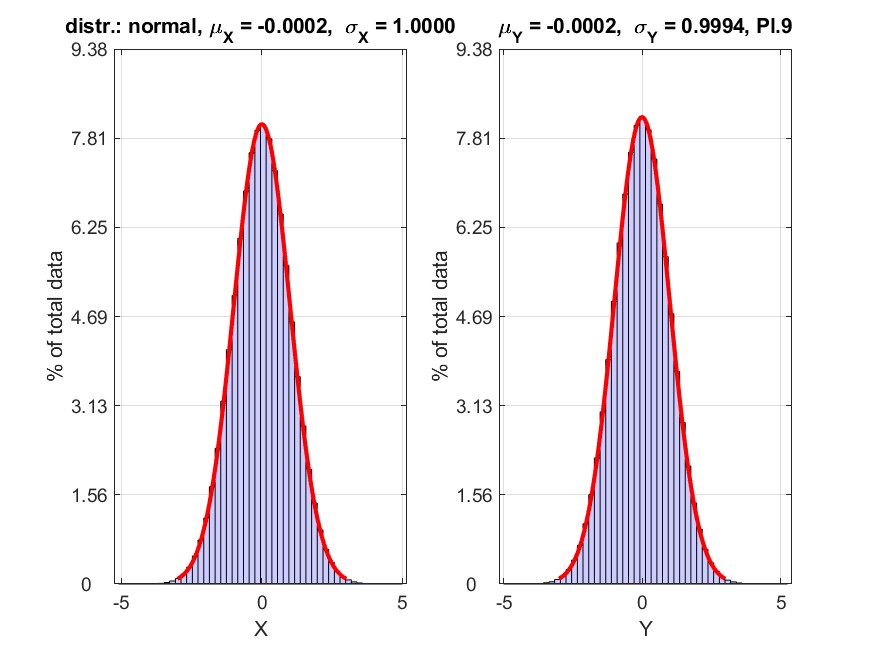 distr.: normal, μX = -0.0002, σX = 1.0000
μY = -0.0002, σY = 0.9994, Pl.9
9.38
7.81
6.25
4.69
3.13
1.56
0
% of total data
-5 0 5
X
9.38
7.81
6.25
4.69
3.13
1.56
0
% of total data
-5 0 5
Y